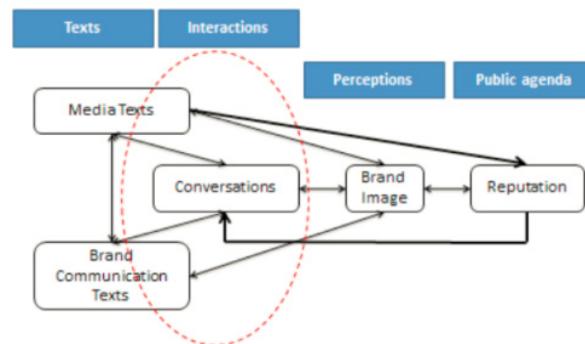 Texts
Interactions
Perceptions
Public agenda
Media Texts
Conversations
Brand
Image
Reputation
Brand
Communication
Texts